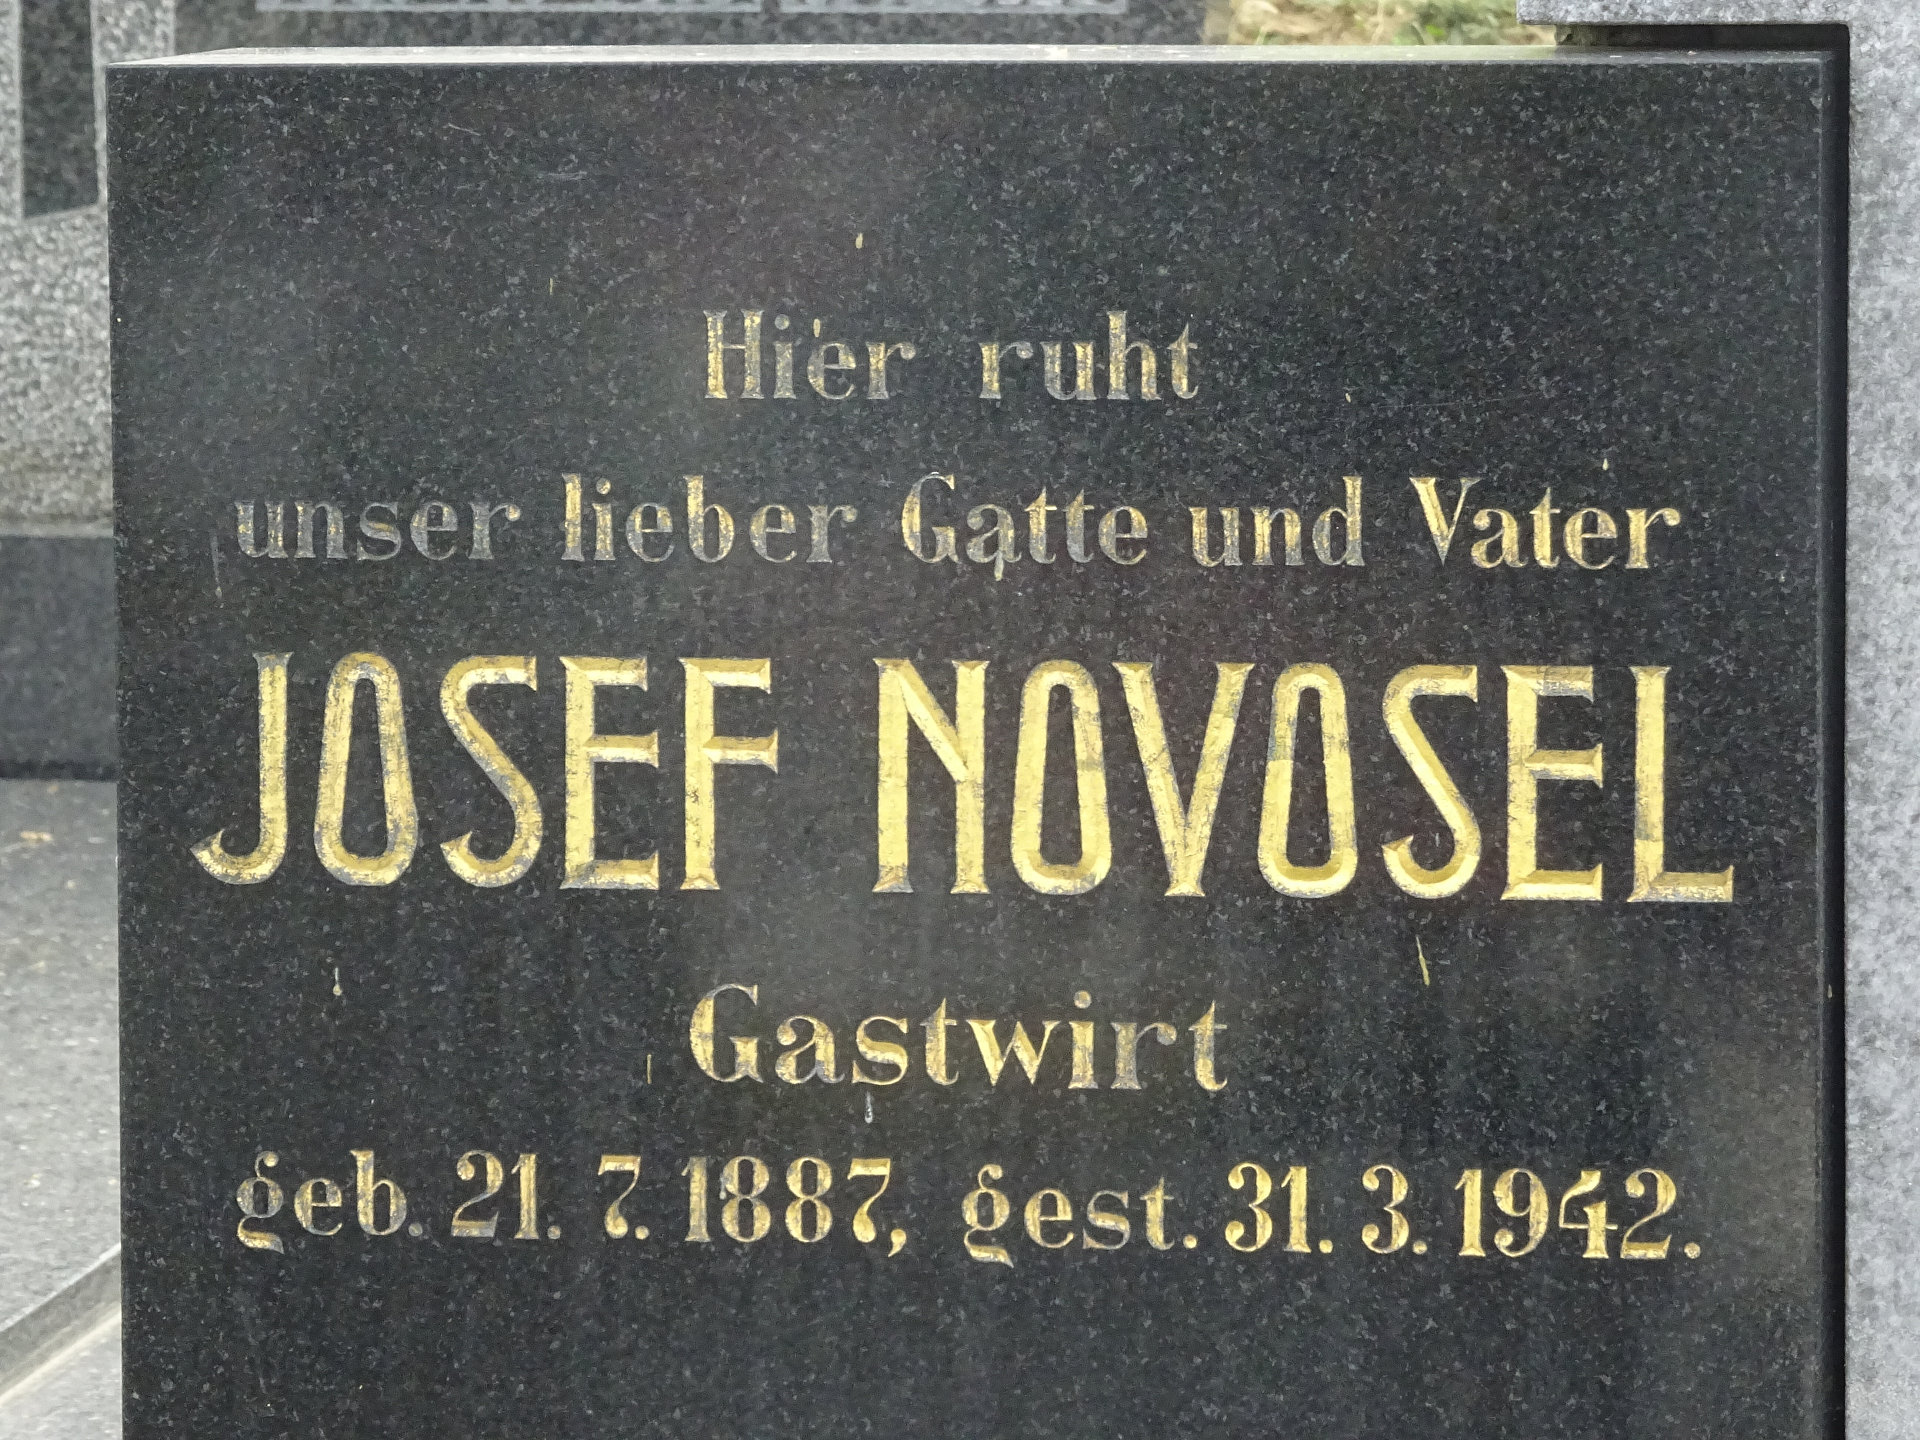 Hier ruht
unser lieber Gatte und Vater
JOSEF NOVOSEL
Gastwirt
geb. 21. 7. 1887, gest. 31. 3. 1942.